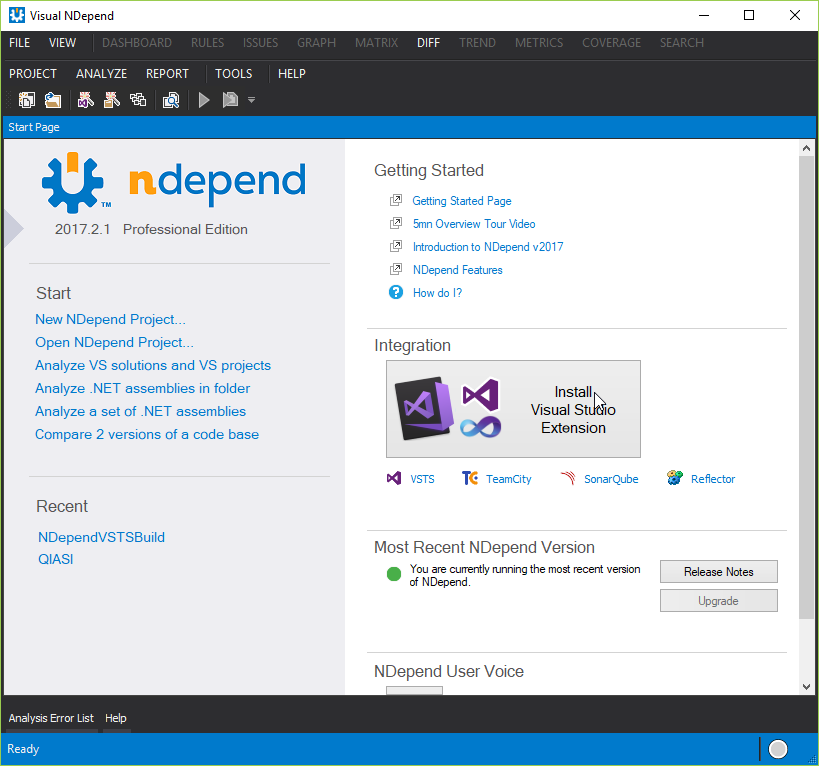 Visual NDepend
FILE VIEW DASHBOARD RULES ISSUES GRAPH MATRIX DIFF TREND METRICS COVERAGE SEARCH
PROJECT ANALYZE REPORT TOOLS HELP
Start Page
ndepend
TM
2017.2.1 Professional Edition
Start
New NDepend Project...
Open NDepend Project...
Analyze VS solutions and VS projects
Analyze .NET assemblies in folder
Analyze a set of .NET assemblies
Compare 2 versions of a code base
Recent
NDependVSTSBuild
QIASI
Getting Started
Getting Started Page
5mn Overview Tour Video
Introduction to NDepend v2017
NDepend Features
? How do I?
Integration
Install
Visual Studio
Extension
VSTS TC TeamCity SonarQube Reflector
Most Recent NDepend Version
You are currently running the most recent version
of NDepend.
Release Notes
Upgrade
NDepend User Voice
Analysis Error List Help
Ready